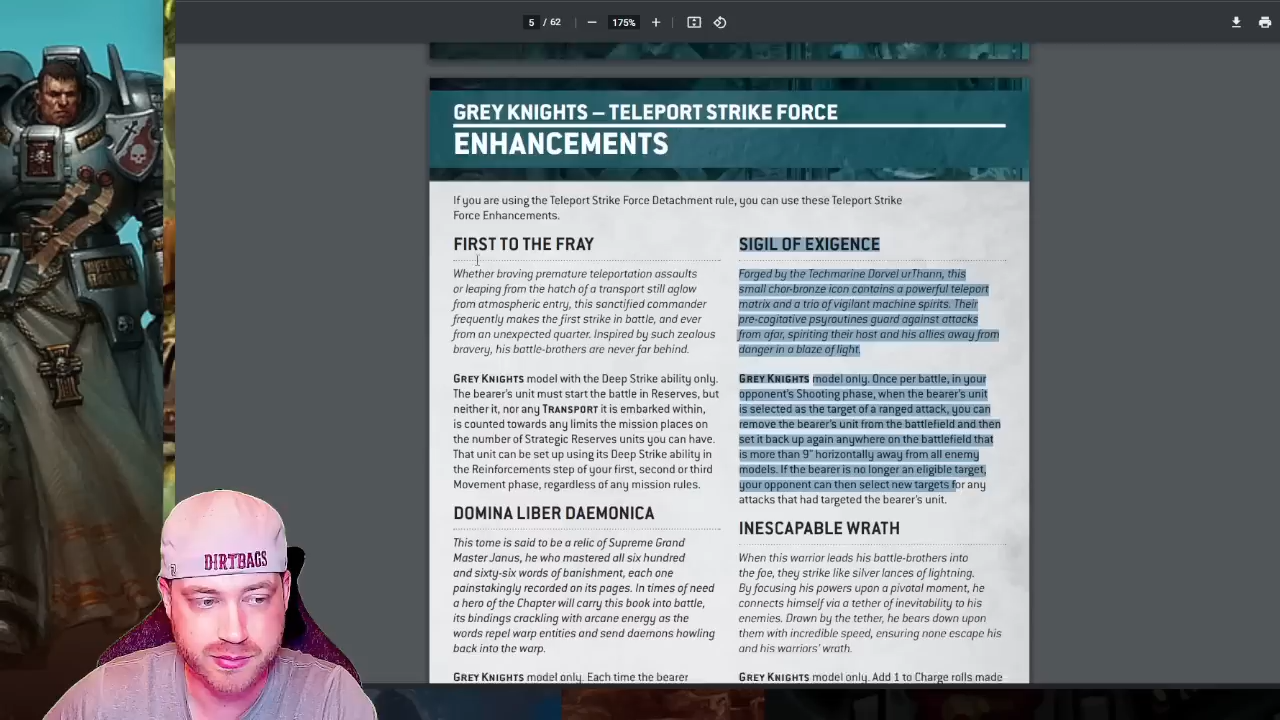 5 / 62
175%
GREY KNIGHTS – TELEPORT STRIKE FORCE
ENHANCEMENTS
If you are using the Teleport Strike Force Detachment rule, you can use these Teleport Strike
Force Enhancements.
FIRST TO THE FRAY
Whether braving premature teleportation assaults
or leaping from the hatch of a transport still aglow
from atmospheric entry, this sanctified commander
frequently makes the first strike in battle, and ever
from an unexpected quarter. Inspired by such zealous
bravery, his battle-brothers are never far behind.
GREY KNIGHTS model with the Deep Strike ability only.
The bearer's unit must start the battle in Reserves, but
neither it, nor any TRANSPORT it is embarked within,
is counted towards any limits the mission places on
the number of Strategic Reserves units you can have.
That unit can be set up using its Deep Strike ability in
the Reinforcements step of your first, second or third
Movement phase, regardless of any mission rules.
DOMINA LIBER DAEMONICA
This tome is said to be a relic of Supreme Grand
Master Janus, he who mastered all six hundred
and sixty-six words of banishment, each one
painstakingly recorded on its pages. In times of need
a hero of the Chapter will carry this book into battle,
its bindings crackling with arcane energy as the
words repel warp entities and send daemons howling
back into the warp.
GREY KNIGHTS model only. Each time the bearer
SIGIL OF EXIGENCE
Forged by the Techmarine Dorvel urThann, this
small chor-bronze icon contains a powerful teleport
matrix and a trio of vigilant machine spirits. Their
pre-cogitative psyroutines guard against attacks
from afar, spiriting their host and his allies away from
danger in a blaze of light.
GREY KNIGHTS model only. Once per battle, in your
opponent's Shooting phase, when the bearer's unit
is selected as the target of a ranged attack, you can
remove the bearer's unit from the battlefield and then
set it back up again anywhere on the battlefield that
is more than 9" horizontally away from all enemy
models. If the bearer is no longer an eligible target,
your opponent can then select new targets for any
attacks that had targeted the bearer's unit.
INESCAPABLE WRATH
When this warrior leads his battle-brothers into
the foe, they strike like silver lances of lightning.
By focusing his powers upon a pivotal moment, he
connects himself via a tether of inevitability to his
enemies. Drawn by the tether, he bears down upon
them with incredible speed, ensuring none escape his
and his warriors' wrath.
GREY KNIGHTS model only. Add 1 to Charge rolls made
DIRTBAGS